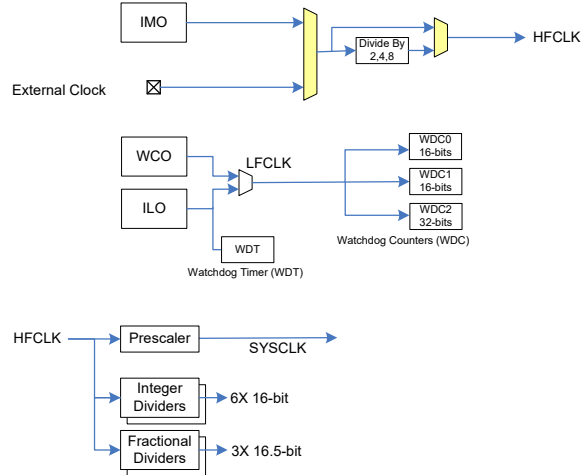 IMO
Divide By
2,4,8
HFCLK
External Clock
WCO
LFCLK
ILO
WDT
Watchdog Timer (WDT)
WDC0
16-bits
WDC1
16-bits
WDC2
32-bits
Watchdog Counters (WDC)
HFCLK
Prescaler
SYSCLK
Integer
Dividers
6X 16-bit
Fractional
Dividers
3X 16.5-bit